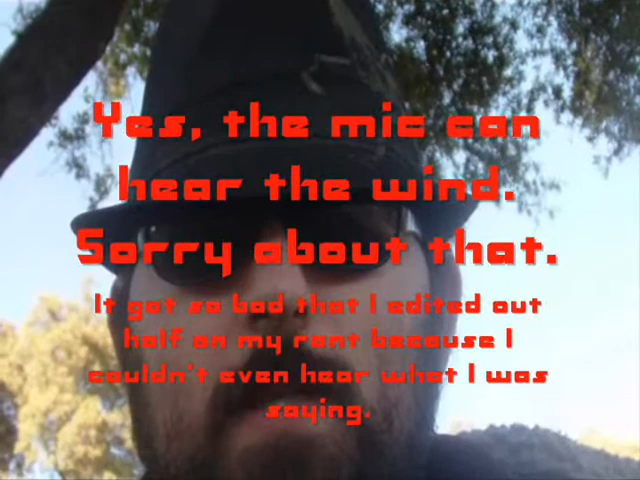 Yes, the mic can
hear the wind.
Sorry about that.
It got so bad that I edited out
half on my rant because I
couldn't even hear what I was
saying.